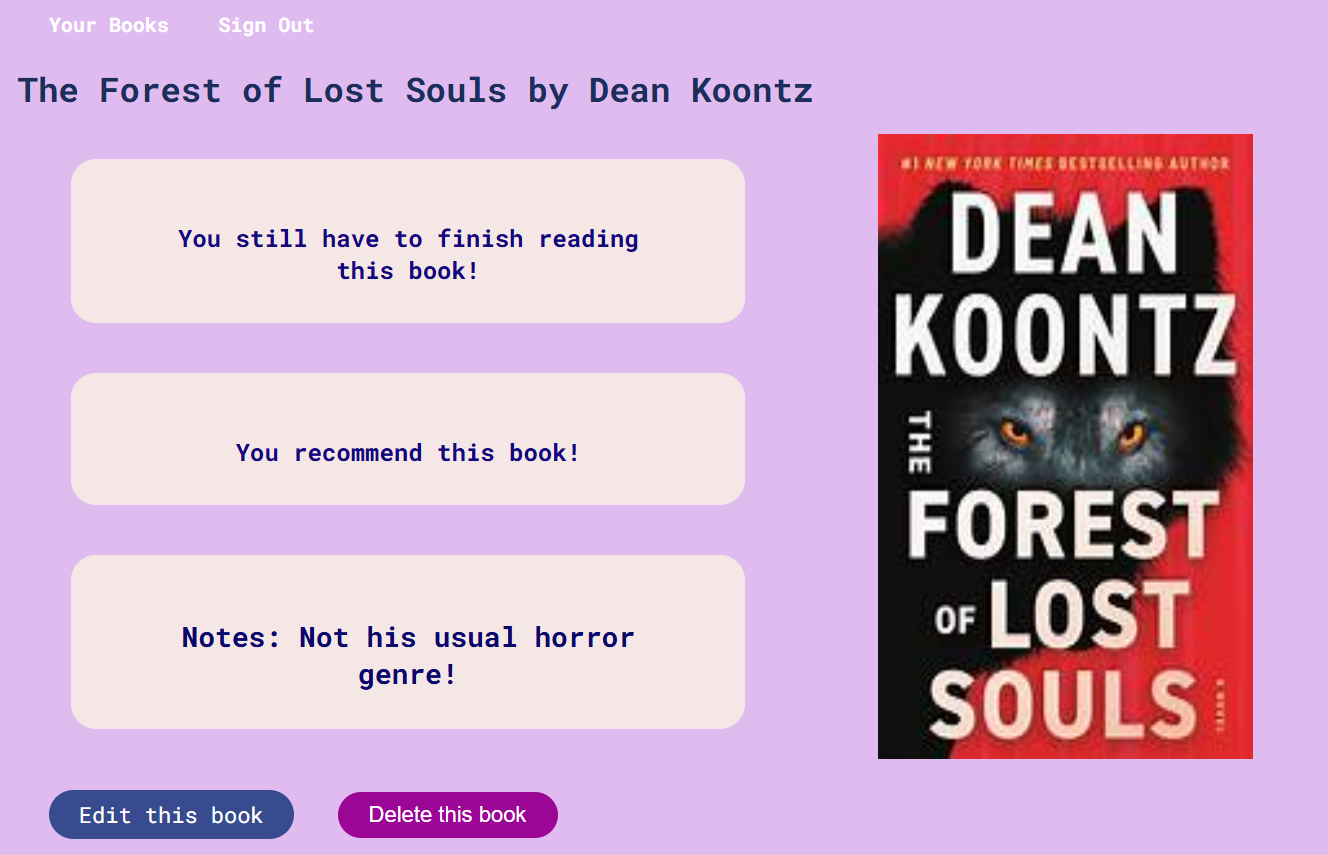 Your Books Sign Out
The Forest of Lost Souls by Dean Koontz
You still have to finish reading
this book!
You recommend this book!
Notes: Not his usual horror
genre!
#1 NEW YORK TIMES BESTSELLING AUTHOR
DEAN
KOONTZ
THE
FOREST
OF LOST
SOULS
A NOVEL
Edit this book Delete this book